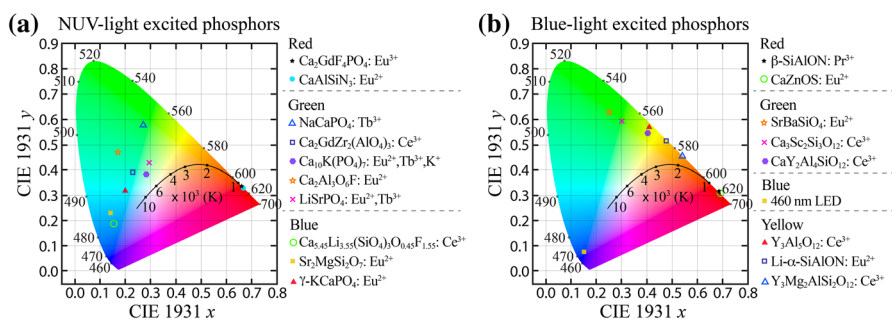 (a) NUV-light excited phosphors
CIE 1931 y
0.9
0.8
0.7
0.6
0.5
0.4
0.3
0.2
0.1
0.0
520
510
540
560
500
580
600
620
700
490
480
470
460
1
2
3
4
6
10
x 10³ (K)
0.0 0.1 0.2 0.3 0.4 0.5 0.6 0.7 0.8
CIE 1931 x
Red
Ca₂GdF₄PO₄: Eu³⁺
CaAlSiN₃: Eu²⁺
Green
NaCaPO₄: Tb³⁺
Ca₂GdZr₂(AlO₄)₃: Ce³⁺
Ca₁₀K(PO₄)₇: Eu²⁺,Tb³⁺,K⁺
Ca₂Al₃O₆F: Eu²⁺
LiSrPO₄: Eu²⁺,Tb³⁺
Blue
Ca₅.₄₅Li₃.₅₅(SiO₄)₃O₀.₄₅F₁.₅₅: Ce³⁺
Sr₂MgSi₂O₇: Eu²⁺
γ-KCaPO₄: Eu²⁺
(b) Blue-light excited phosphors
CIE 1931 y
0.9
0.8
0.7
0.6
0.5
0.4
0.3
0.2
0.1
0.0
520
510
540
560
500
580
600
620
700
490
480
470
460
1
2
3
4
6
10
x 10³ (K)
0.0 0.1 0.2 0.3 0.4 0.5 0.6 0.7 0.8
CIE 1931 x
Red
β-SiAlON: Pr³⁺
CaZnOS: Eu²⁺
Green
SrBaSiO₄: Eu²⁺
Ca₃Sc₂Si₃O₁₂: Ce³⁺
CaY₂Al₄SiO₁₂: Ce³⁺
Blue
460 nm LED
Yellow
Y₃Al₅O₁₂: Ce³⁺
Li-α-SiAlON: Eu²⁺
Y₃Mg₂AlSi₂O₁₂: Ce³⁺